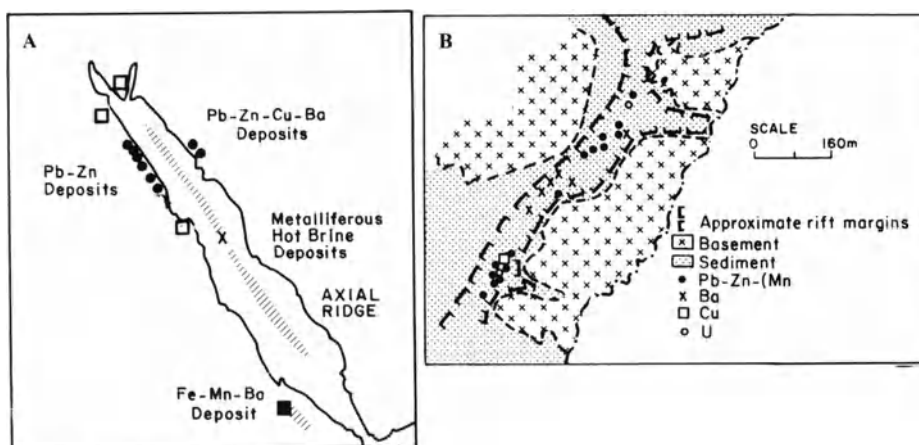 A
Pb-Zn-Cu-Ba
Deposits
Pb-Zn
Deposits
Metalliferous
Hot Brine
Deposits
AXIAL
RIDGE
Fe-Mn-Ba
Deposit
B
SCALE
0 160m
Approximate rift margins
Basement
Sediment
Pb-Zn-(Mn
Ba
Cu
U